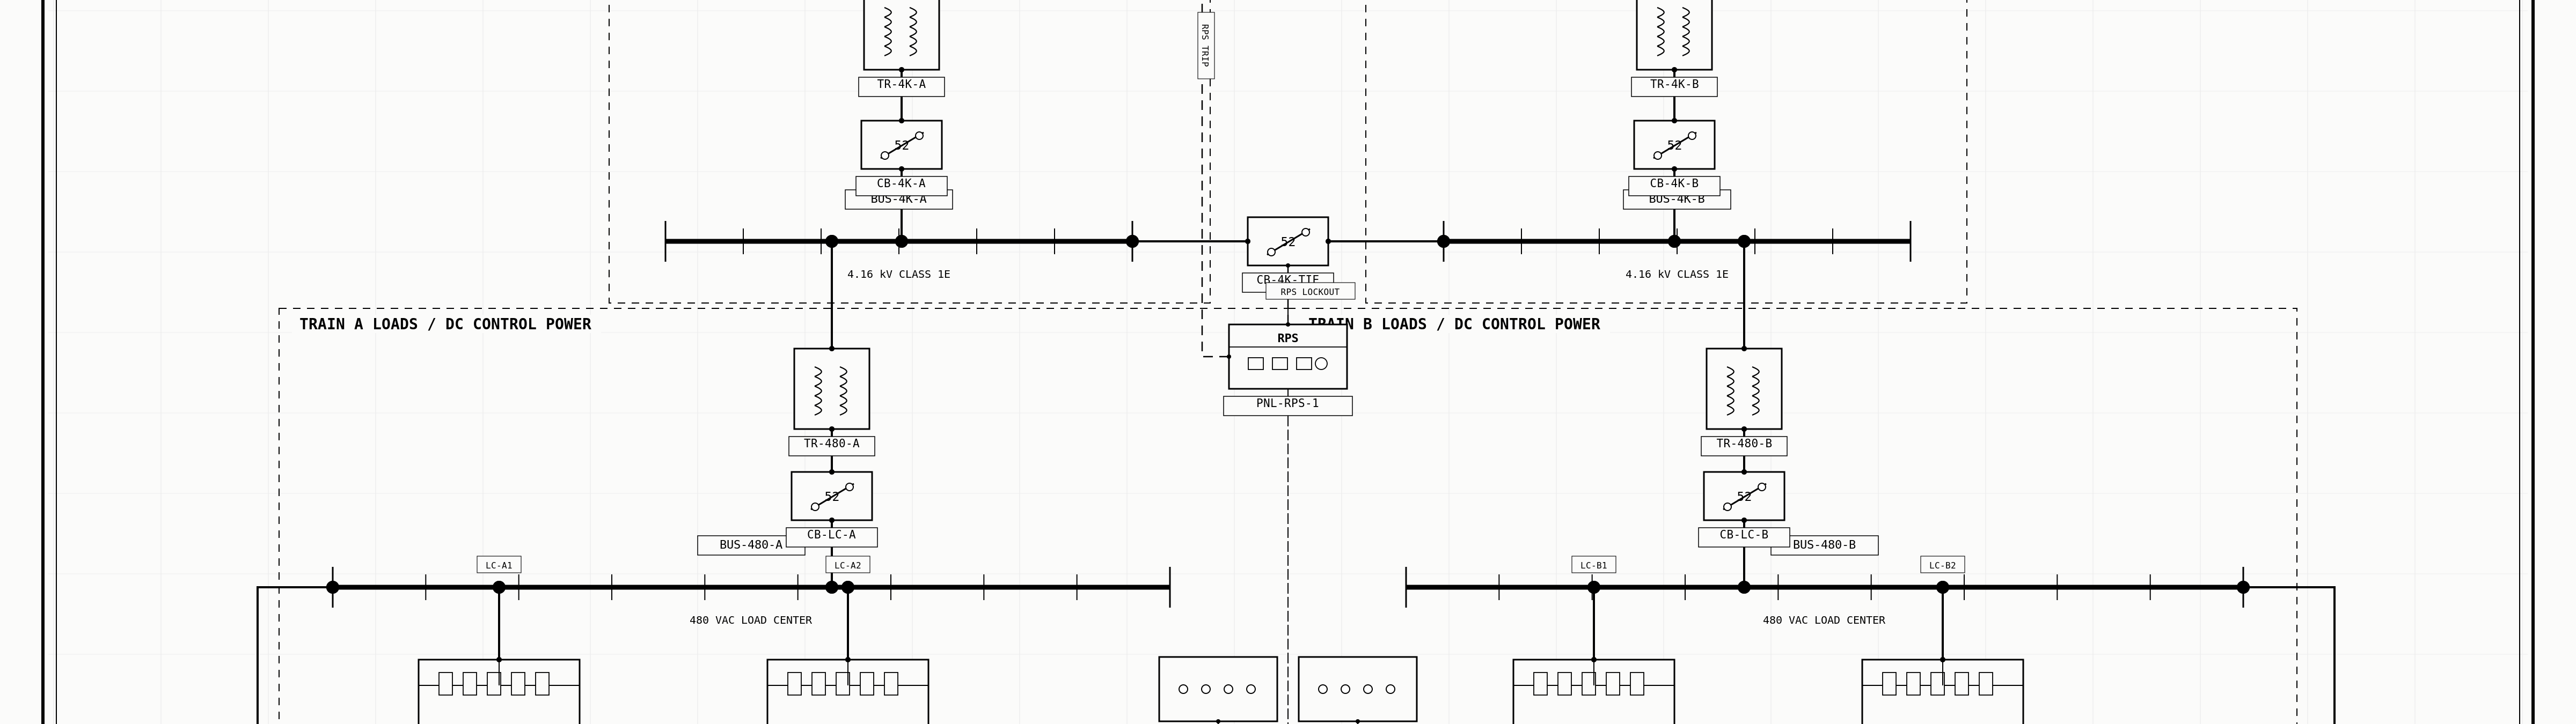 RPS TRIP
TR-4K-A
TR-4K-B
52
52
CB-4K-A
CB-4K-B
BUS-4K-A
BUS-4K-B
52
4.16 kV CLASS 1E
CB-4K-TIE
4.16 kV CLASS 1E
RPS LOCKOUT
TRAIN A LOADS / DC CONTROL POWER
TRAIN B LOADS / DC CONTROL POWER
RPS
PNL-RPS-1
TR-480-A
TR-480-B
52
52
CB-LC-A
CB-LC-B
BUS-480-A
BUS-480-B
LC-A1
LC-A2
LC-B1
LC-B2
480 VAC LOAD CENTER
480 VAC LOAD CENTER